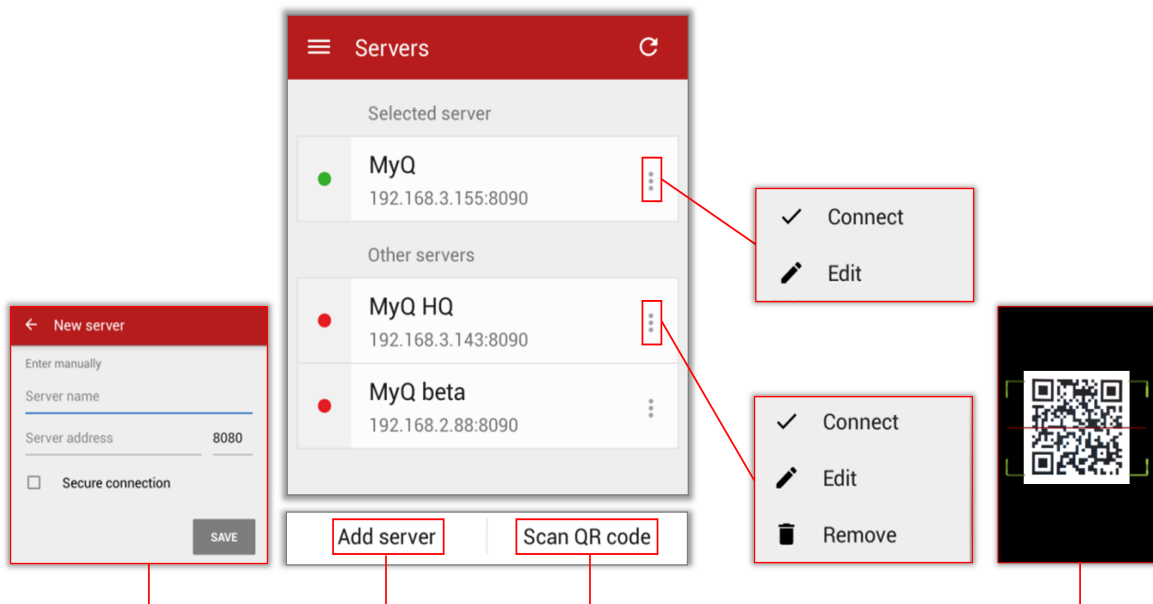 Servers
Selected server
MyQ
192.168.3.155:8090
Other servers
MyQ HQ
192.168.3.143:8090
MyQ beta
192.168.2.88:8090
Add server
Scan QR code
Connect
Edit
Connect
Edit
Remove
New server
Enter manually
Server name
Server address 8080
Secure connection
SAVE